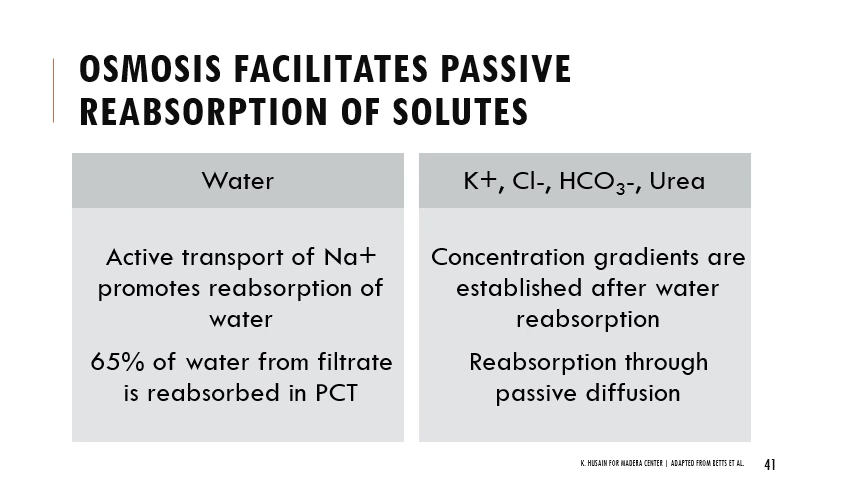 OSMOSIS FACILITATES PASSIVE
REABSORPTION OF SOLUTES
Water
Active transport of Na+
promotes reabsorption of
water
65% of water from filtrate
is reabsorbed in PCT
K+, Cl-, HCO₃-, Urea
Concentration gradients are
established after water
reabsorption
Reabsorption through
passive diffusion
K. HUSAIN FOR MADERA CENTER | ADAPTED FROM BETTS ET AL.
41